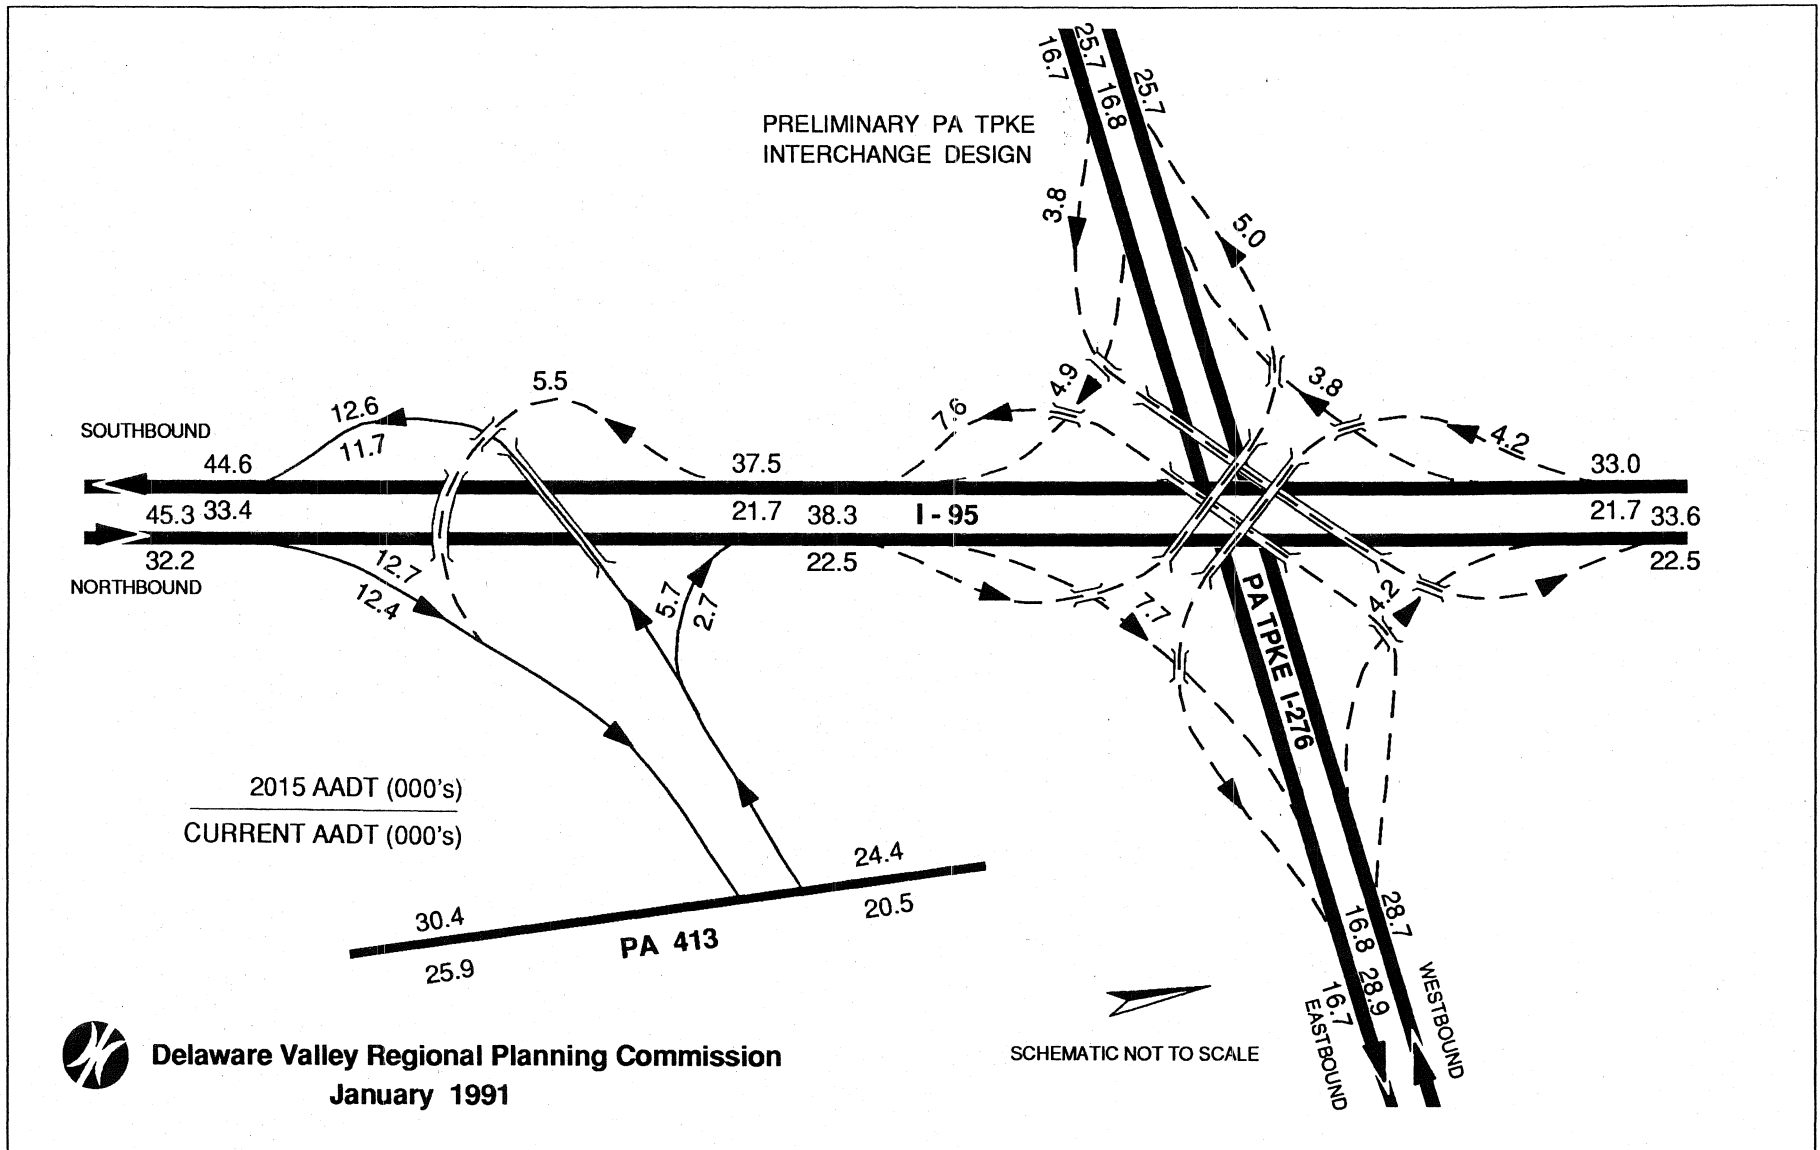 PRELIMINARY PA TPKE
INTERCHANGE DESIGN
16.7
25.7
16.8
25.7
3.8
5.0
4.9
7.6
3.8
4.2
5.5
12.6
11.7
SOUTHBOUND
44.6
37.5
33.0
45.3
33.4
21.7
38.3
I - 95
21.7
33.6
32.2
22.5
22.5
NORTHBOUND
12.7
12.4
5.7
2.7
7.7
4.2
PA TPKE I-276
2015 AADT (000's)
CURRENT AADT (000's)
24.4
20.5
30.4
25.9
PA 413
28.7
16.8
28.9
16.7
EASTBOUND
WESTBOUND
SCHEMATIC NOT TO SCALE
Delaware Valley Regional Planning Commission
January 1991